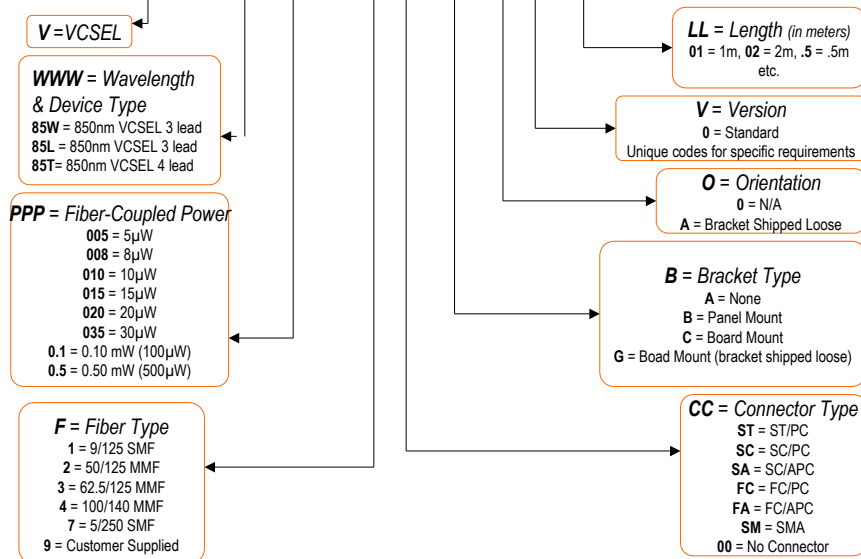 V =VCSEL
WWW = Wavelength
& Device Type
85W = 850nm VCSEL 3 lead
85L = 850nm VCSEL 3 lead
85T= 850nm VCSEL 4 lead
PPP = Fiber-Coupled Power
005 = 5µW
008 = 8µW
010 = 10µW
015 = 15µW
020 = 20µW
035 = 30µW
0.1 = 0.10 mW (100µW)
0.5 = 0.50 mW (500µW)
F = Fiber Type
1 = 9/125 SMF
2 = 50/125 MMF
3 = 62.5/125 MMF
4 = 100/140 MMF
7 = 5/250 SMF
9 = Customer Supplied
LL = Length (in meters)
01 = 1m, 02 = 2m, .5 = .5m
etc.
V = Version
0 = Standard
Unique codes for specific requirements
O = Orientation
0 = N/A
A = Bracket Shipped Loose
B = Bracket Type
A = None
B = Panel Mount
C = Board Mount
G = Boad Mount (bracket shipped loose)
CC = Connector Type
ST = ST/PC
SC = SC/PC
SA = SC/APC
FC = FC/PC
FA = FC/APC
SM = SMA
00 = No Connector